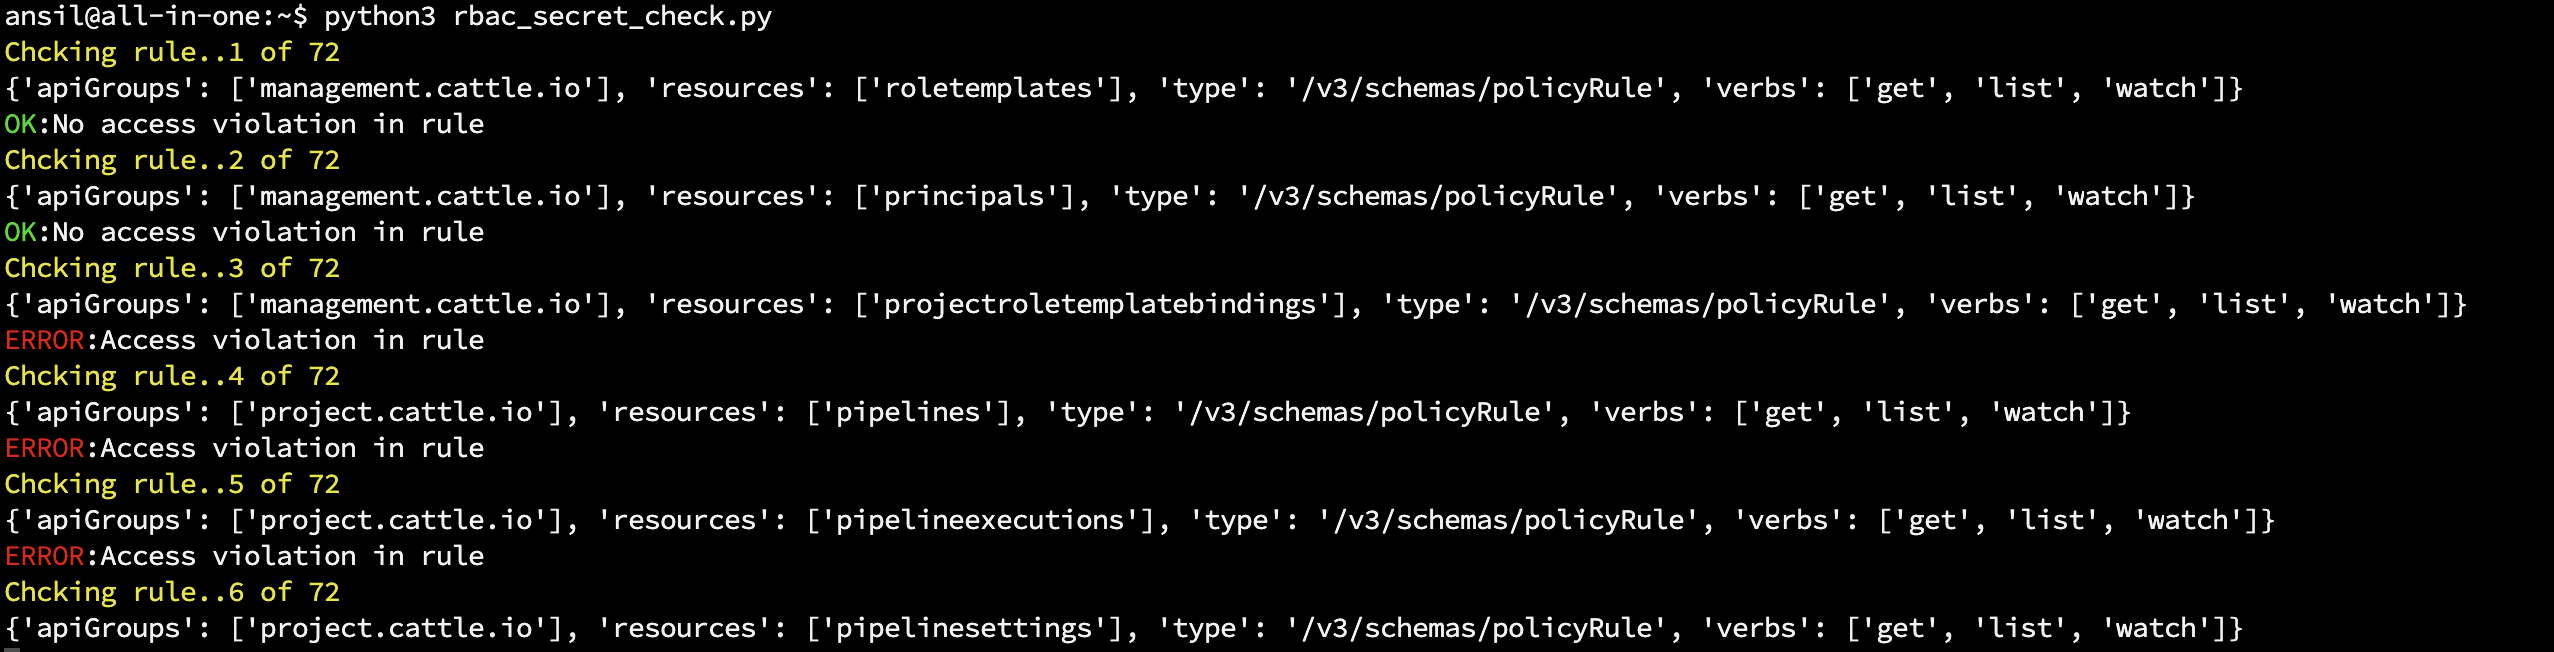 ansil@all-in-one:~$ python3 rbac_secret_check.py
Chcking rule..1 of 72
{'apiGroups': ['management.cattle.io'], 'resources': ['roletemplates'], 'type': '/v3/schemas/policyRule', 'verbs': ['get', 'list', 'watch']}
OK:No access violation in rule
Chcking rule..2 of 72
{'apiGroups': ['management.cattle.io'], 'resources': ['principals'], 'type': '/v3/schemas/policyRule', 'verbs': ['get', 'list', 'watch']}
OK:No access violation in rule
Chcking rule..3 of 72
{'apiGroups': ['management.cattle.io'], 'resources': ['projectroletemplatebindings'], 'type': '/v3/schemas/policyRule', 'verbs': ['get', 'list', 'watch']}
ERROR:Access violation in rule
Chcking rule..4 of 72
{'apiGroups': ['project.cattle.io'], 'resources': ['pipelines'], 'type': '/v3/schemas/policyRule', 'verbs': ['get', 'list', 'watch']}
ERROR:Access violation in rule
Chcking rule..5 of 72
{'apiGroups': ['project.cattle.io'], 'resources': ['pipelineexecutions'], 'type': '/v3/schemas/policyRule', 'verbs': ['get', 'list', 'watch']}
ERROR:Access violation in rule
Chcking rule..6 of 72
{'apiGroups': ['project.cattle.io'], 'resources': ['pipelinesettings'], 'type': '/v3/schemas/policyRule', 'verbs': ['get', 'list', 'watch']}